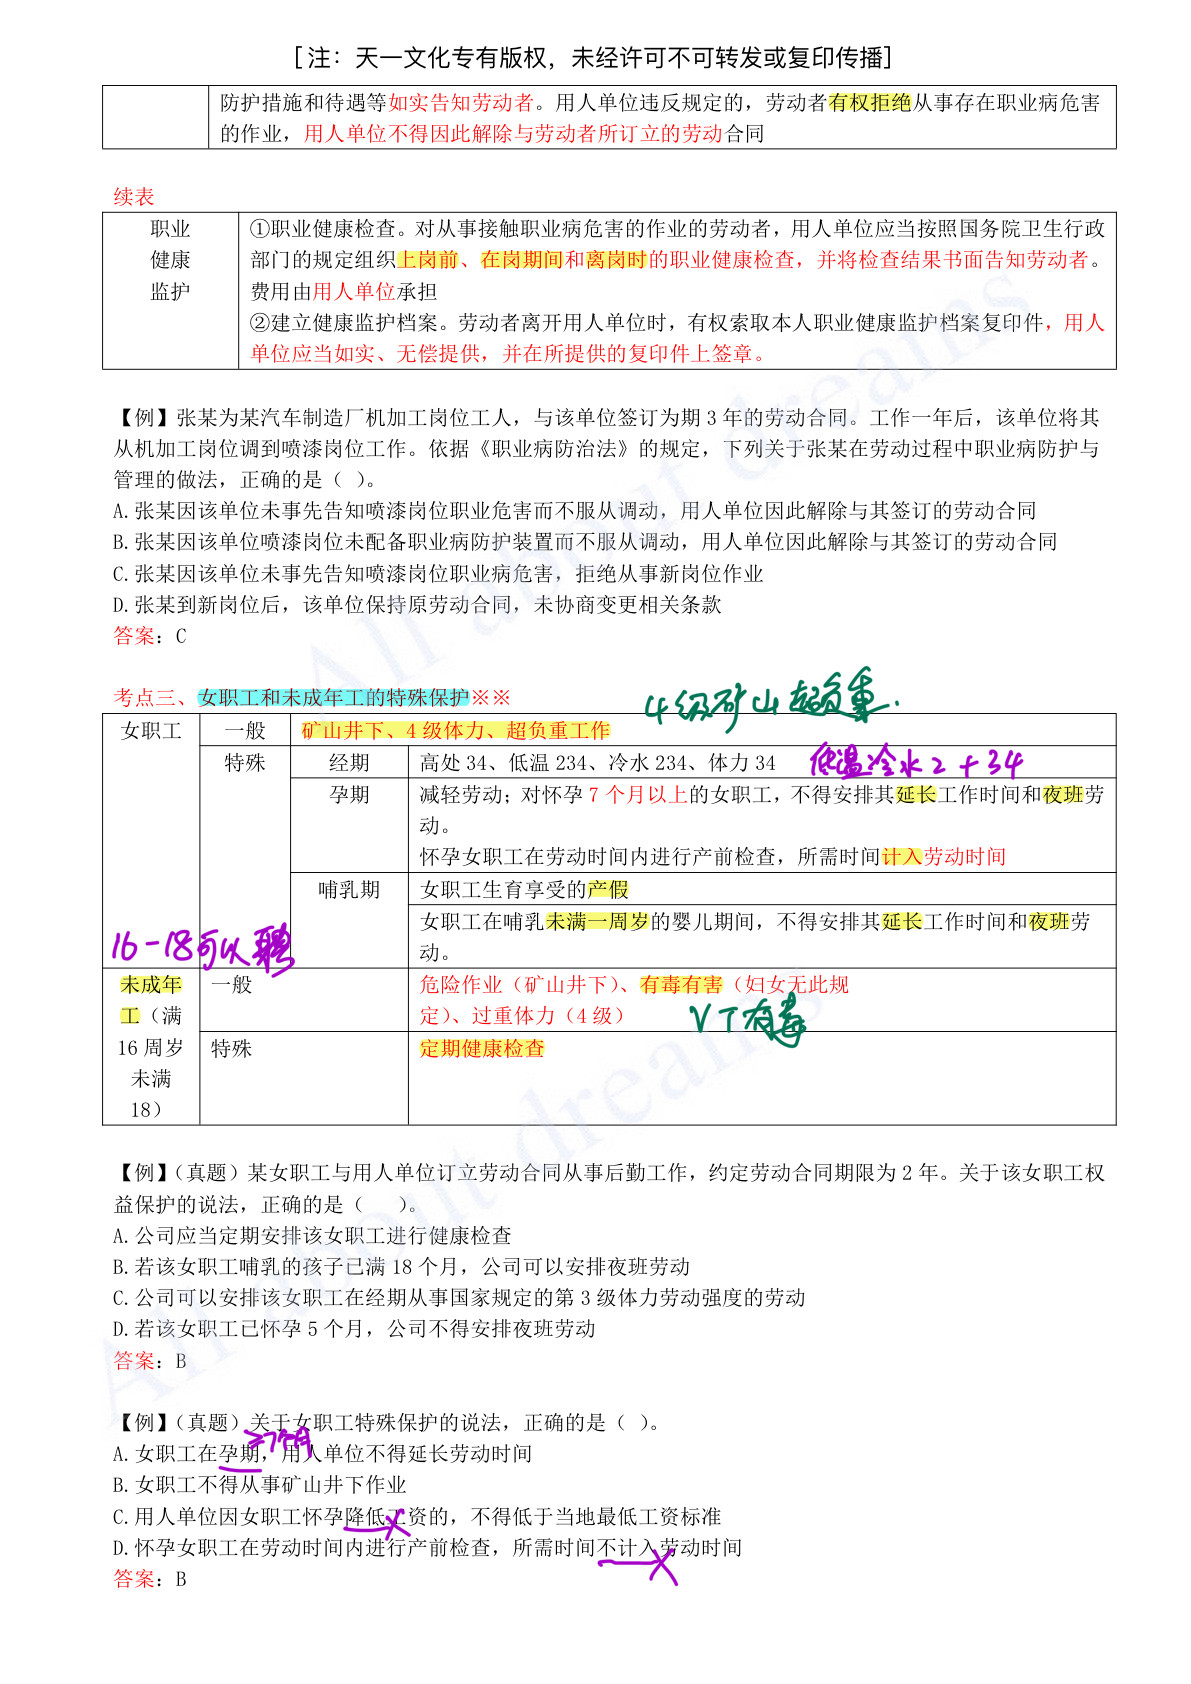 [注：天一文化专有版权，未经许可不可转发或复印传播]
防护措施和待遇等如实告知劳动者。用人单位违反规定的，劳动者有权拒绝从事存在职业病危害
的作业，用人单位不得因此解除与劳动者所订立的劳动合同
续表
职业
健康
监护
①职业健康检查。对从事接触职业病危害的作业的劳动者，用人单位应当按照国务院卫生行政
部门的规定组织上岗前、在岗期间和离岗时的职业健康检查，并将检查结果书面告知劳动者。
费用由用人单位承担
②建立健康监护档案。劳动者离开用人单位时，有权索取本人职业健康监护档案复印件，用人
单位应当如实、无偿提供，并在所提供的复印件上签章。
【例】张某为某汽车制造厂机加工岗位工人，与该单位签订为期 3 年的劳动合同。工作一年后，该单位将其
从机加工岗位调到喷漆岗位工作。依据《职业病防治法》的规定，下列关于张某在劳动过程中职业病防护与
管理的做法，正确的是（ ）。
A.张某因该单位未事先告知喷漆岗位职业危害而不服从调动，用人单位因此解除与其签订的劳动合同
B.张某因该单位喷漆岗位未配备职业病防护装置而不服从调动，用人单位因此解除与其签订的劳动合同
C.张某因该单位未事先告知喷漆岗位职业病危害，拒绝从事新岗位作业
D.张某到新岗位后，该单位保持原劳动合同，未协商变更相关条款
答案：C
考点三、女职工和未成年工的特殊保护※※
4级矿山超负重.
女职工
一般
矿山井下、4 级体力、超负重工作
特殊
经期
高处 34、低温 234、冷水 234、体力 34
低温冷水2+34
孕期
减轻劳动；对怀孕 7 个月以上的女职工，不得安排其延长工作时间和夜班劳
动。
怀孕女职工在劳动时间内进行产前检查，所需时间计入劳动时间
哺乳期
女职工生育享受的产假
女职工在哺乳未满一周岁的婴儿期间，不得安排其延长工作时间和夜班劳
动。
16-18可以聘
未成年
工（满
16 周岁
未满
18）
一般
危险作业（矿山井下）、有毒有害（妇女无此规
定）、过重体力（4 级）
VT有毒
特殊
定期健康检查
【例】（真题）某女职工与用人单位订立劳动合同从事后勤工作，约定劳动合同期限为 2 年。关于该女职工权
益保护的说法，正确的是（ ）。
A.公司应当定期安排该女职工进行健康检查
B.若该女职工哺乳的孩子已满 18 个月，公司可以安排夜班劳动
C.公司可以安排该女职工在经期从事国家规定的第 3 级体力劳动强度的劳动
D.若该女职工已怀孕 5 个月，公司不得安排夜班劳动
答案：B
【例】（真题）关于女职工特殊保护的说法，正确的是（ ）。
≥7个月
A.女职工在孕期，用人单位不得延长劳动时间
B.女职工不得从事矿山井下作业
C.用人单位因女职工怀孕降低工资的，不得低于当地最低工资标准
D.怀孕女职工在劳动时间内进行产前检查，所需时间不计入劳动时间
答案：B
All about dreams
All about dreams